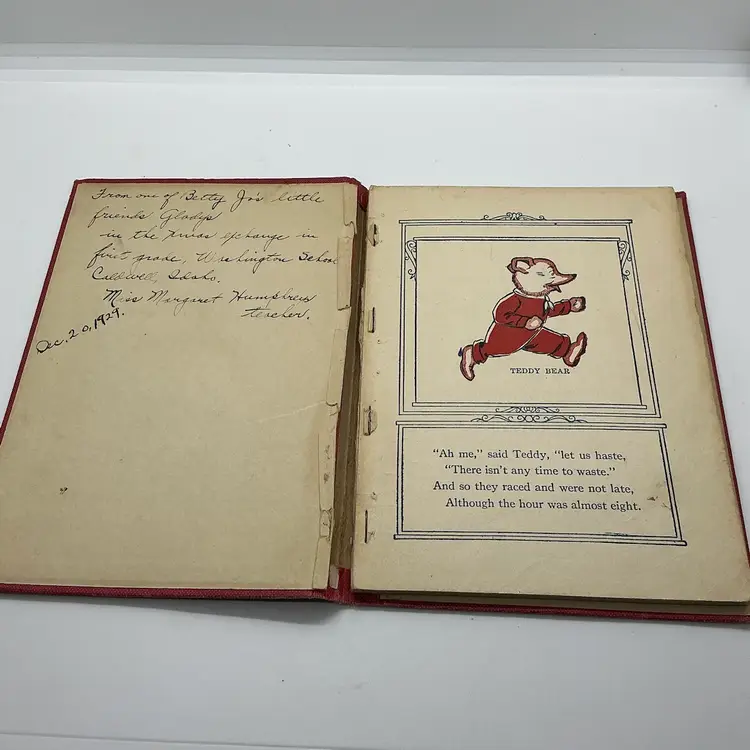 From one of Betty Jo's little
friends Gladys
in the Xmas exchange in
first grade, Washington School
Caldwell, Idaho.
Miss Margaret Humphrey
teacher.
Dec. 20, 1929.
TEDDY BEAR
"Ah me," said Teddy, "let us haste,
"There isn't any time to waste."
And so they raced and were not late,
Although the hour was almost eight.